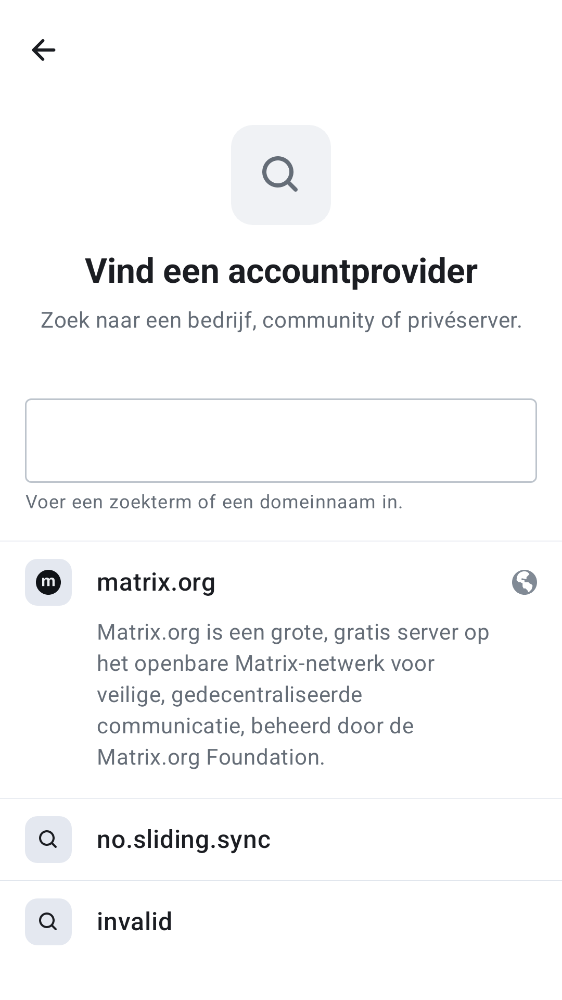 Vind een accountprovider
Zoek naar een bedrijf, community of privéserver.
Voer een zoekterm of een domeinnaam in.
m
matrix.org
Matrix.org is een grote, gratis server op
het openbare Matrix-netwerk voor
veilige, gedecentraliseerde
communicatie, beheerd door de
Matrix.org Foundation.
no.sliding.sync
invalid